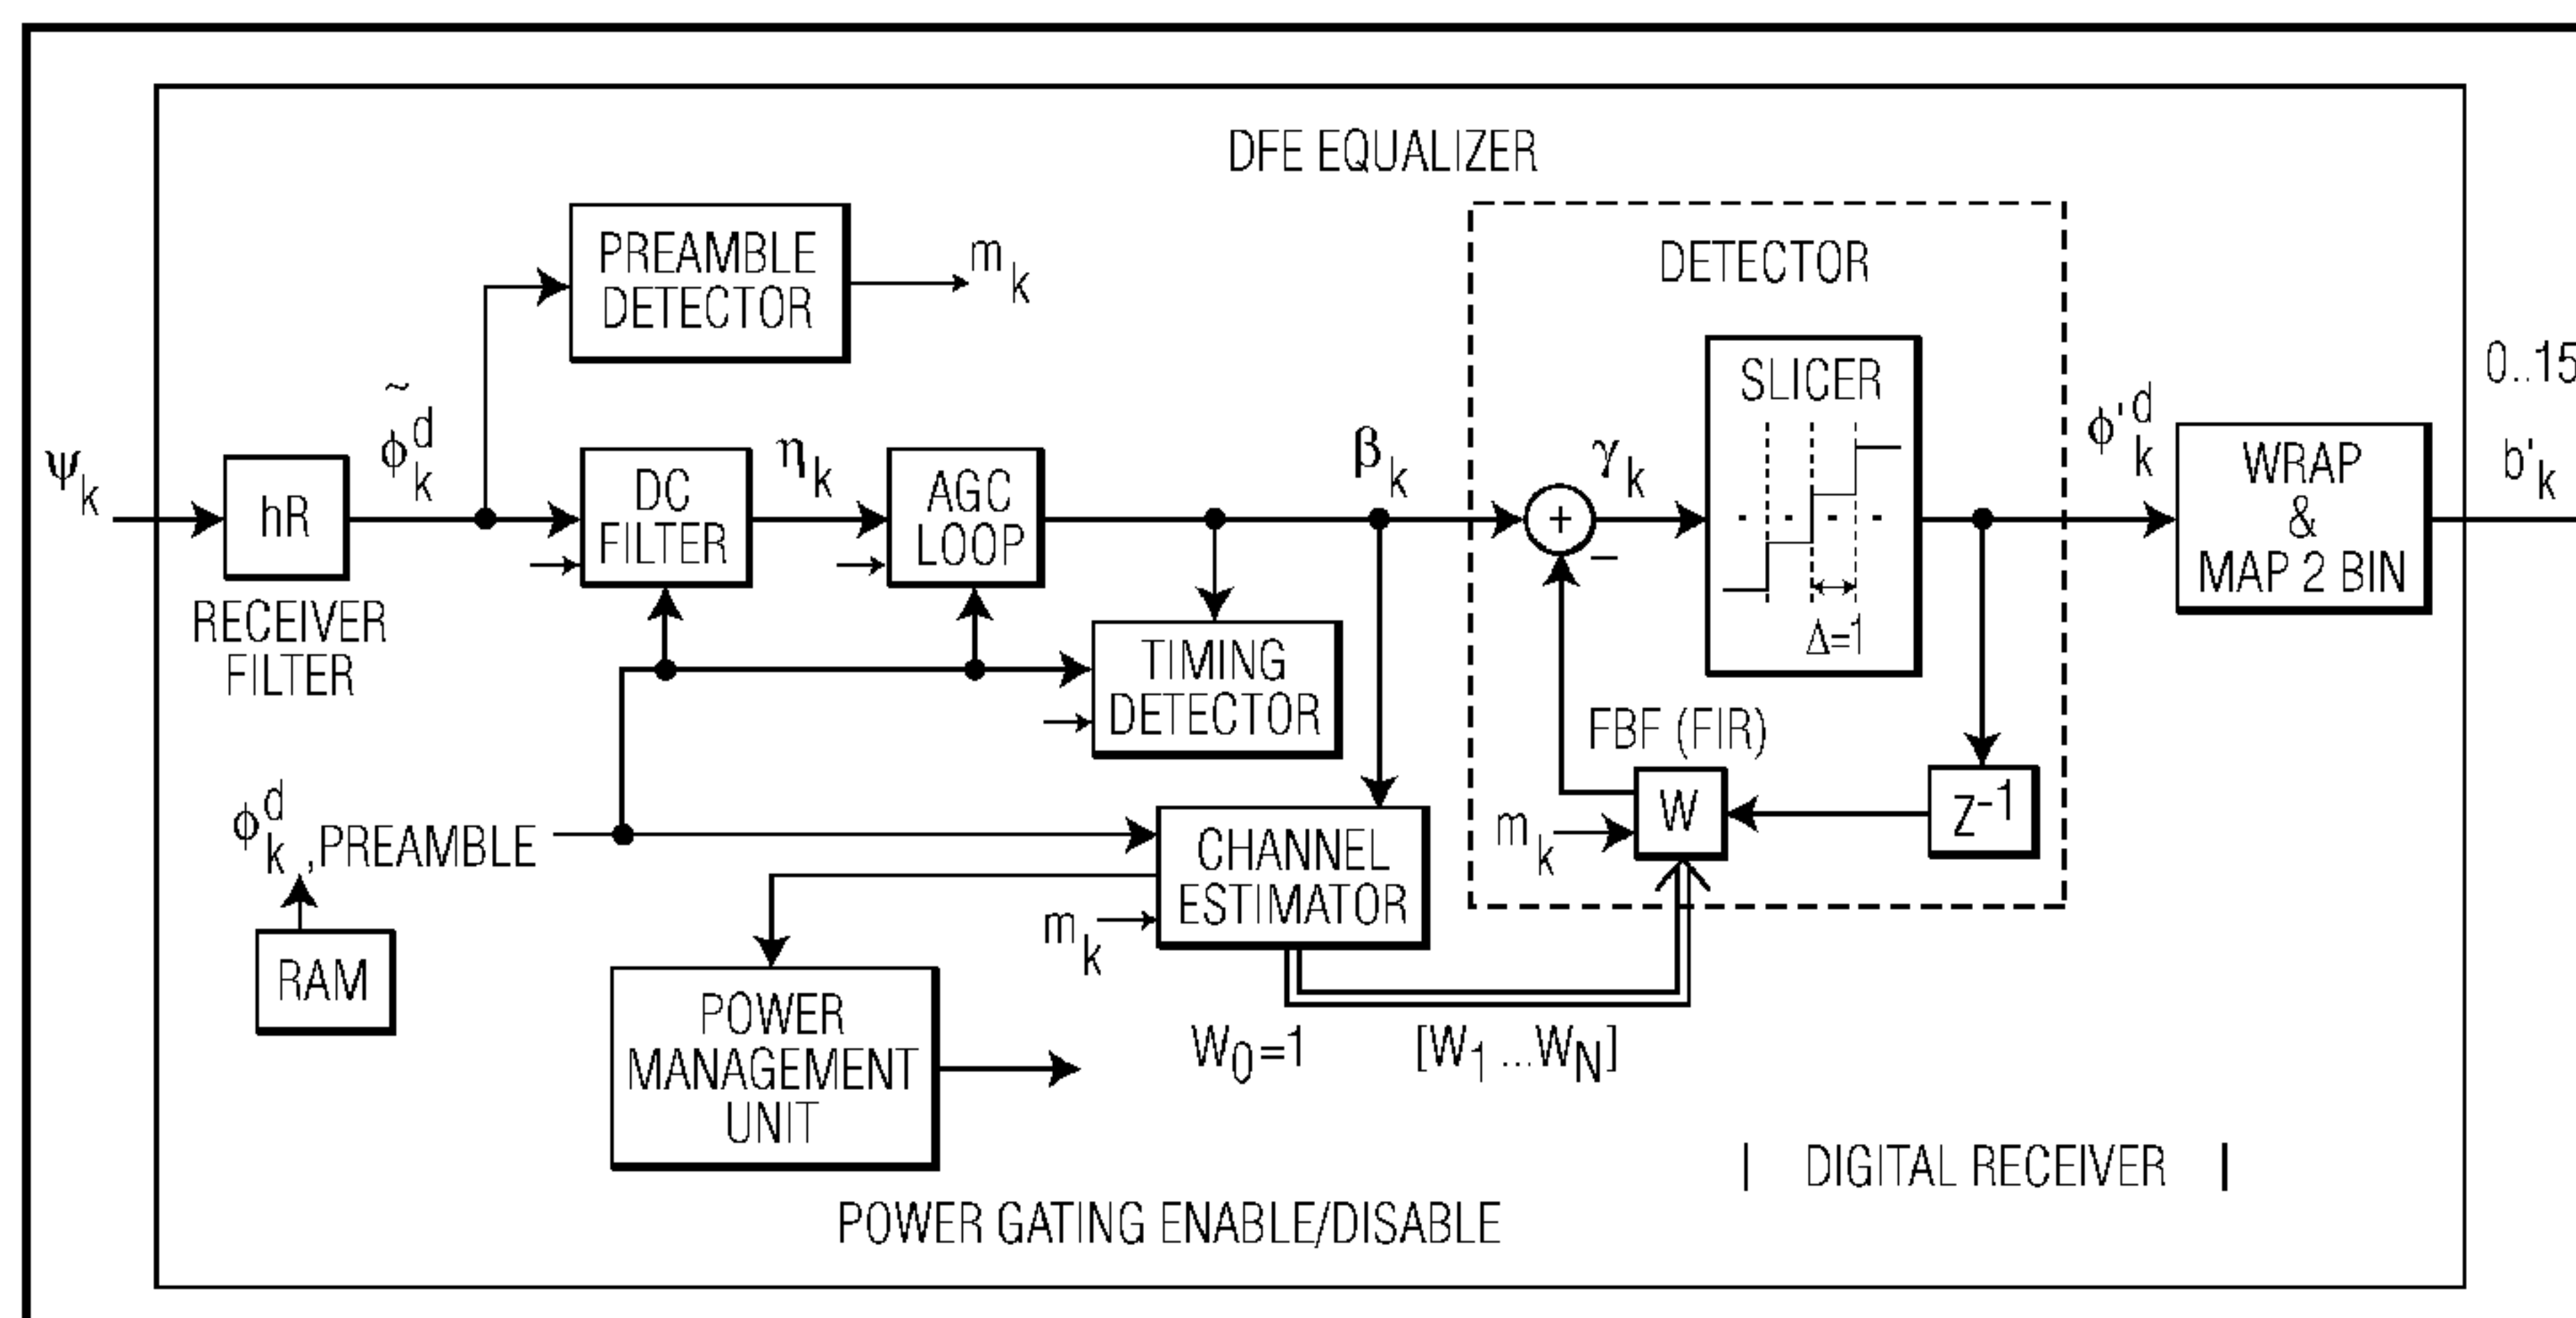 DFE EQUALIZER
PREAMBLE
DETECTOR
m_k
DETECTOR
SLICER
Δ=1
0..15
ψ_k
hR
RECEIVER
FILTER
~
ϕ^d_k
DC
FILTER
η_k
AGC
LOOP
β_k
+
−
γ_k
ϕ'^d_k
WRAP
&
MAP 2 BIN
b'_k
TIMING
DETECTOR
FBF (FIR)
W
Z^-1
m_k
ϕ^d_k ,PREAMBLE
RAM
CHANNEL
ESTIMATOR
m_k
POWER
MANAGEMENT
UNIT
W_0=1
[W_1 ...W_N]
| DIGITAL RECEIVER |
POWER GATING ENABLE/DISABLE